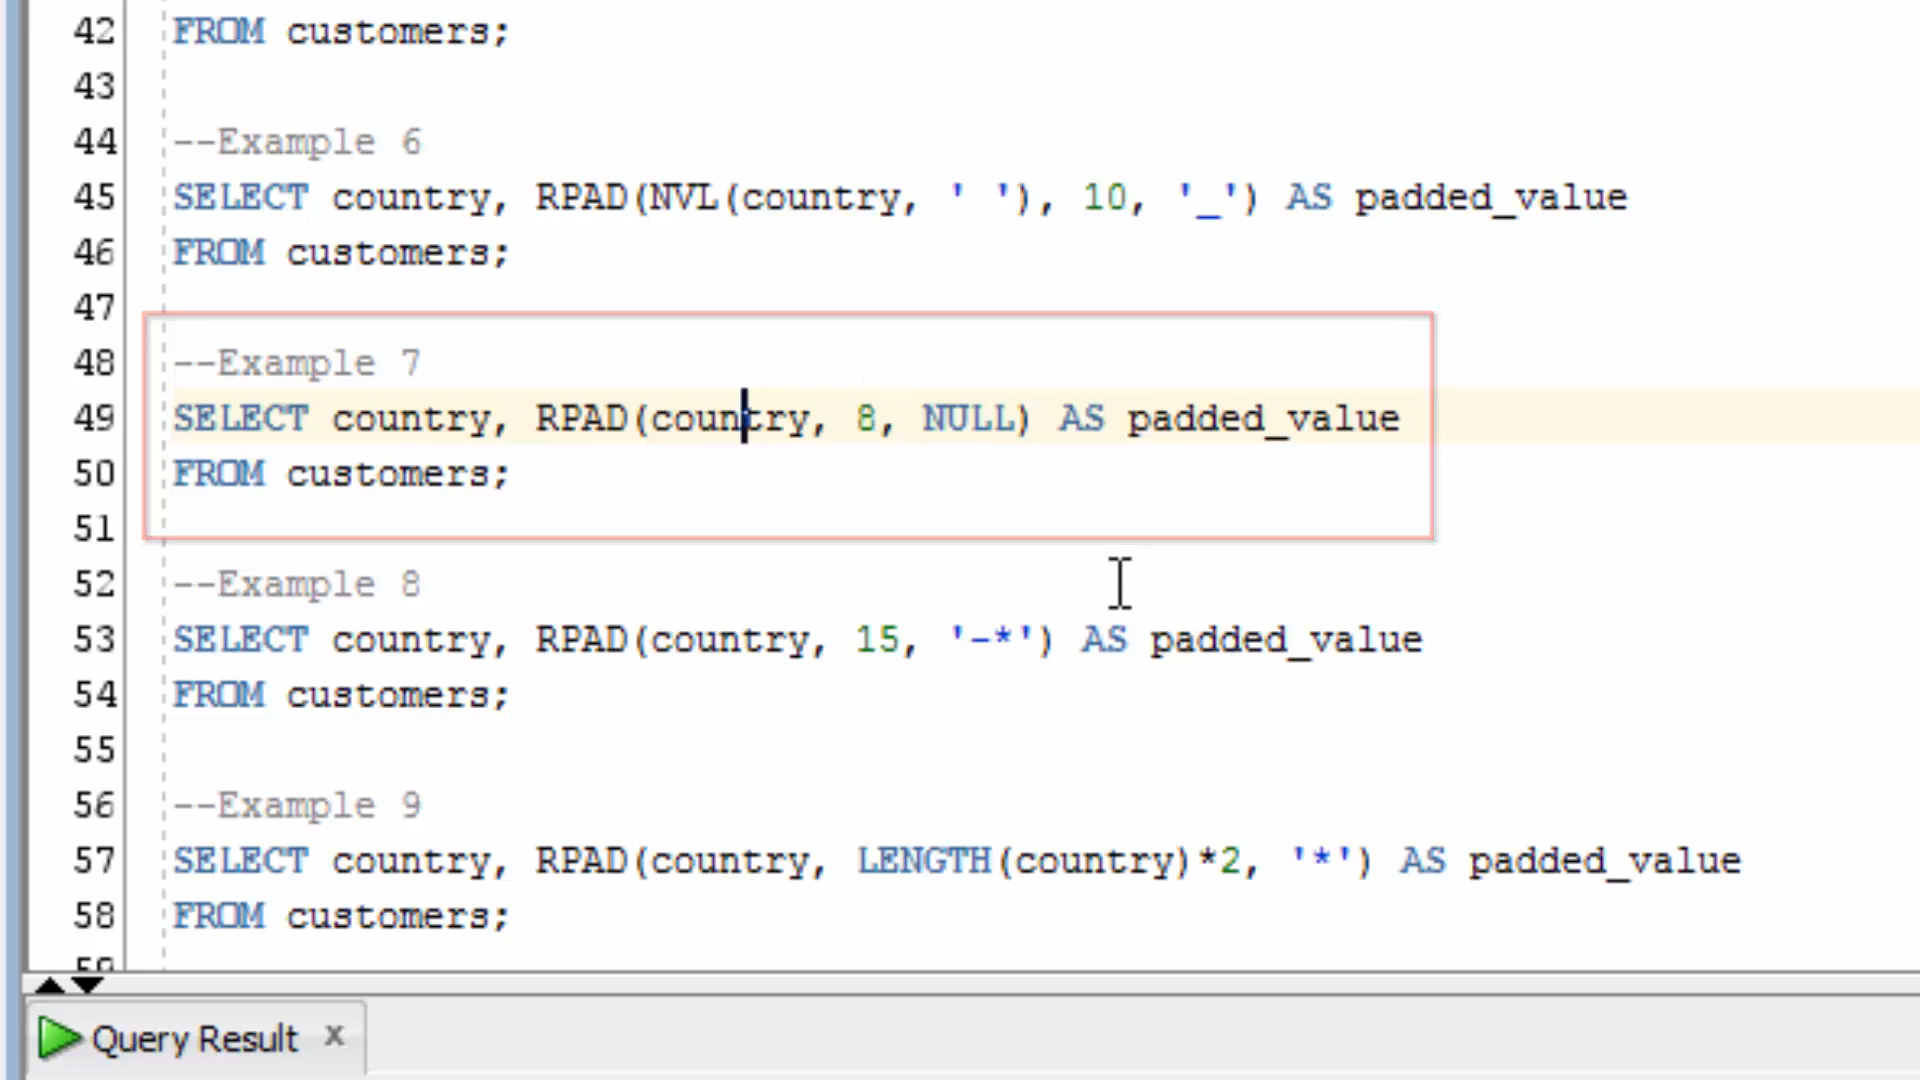 42 FROM customers;
43
44 --Example 6
45 SELECT country, RPAD(NVL(country, ' '), 10, '_') AS padded_value
46 FROM customers;
47
48 --Example 7
49 SELECT country, RPAD(country, 8, NULL) AS padded_value
50 FROM customers;
51
52 --Example 8
53 SELECT country, RPAD(country, 15, '-*') AS padded_value
54 FROM customers;
55
56 --Example 9
57 SELECT country, RPAD(country, LENGTH(country)*2, '*') AS padded_value
58 FROM customers;
59
Query Result x